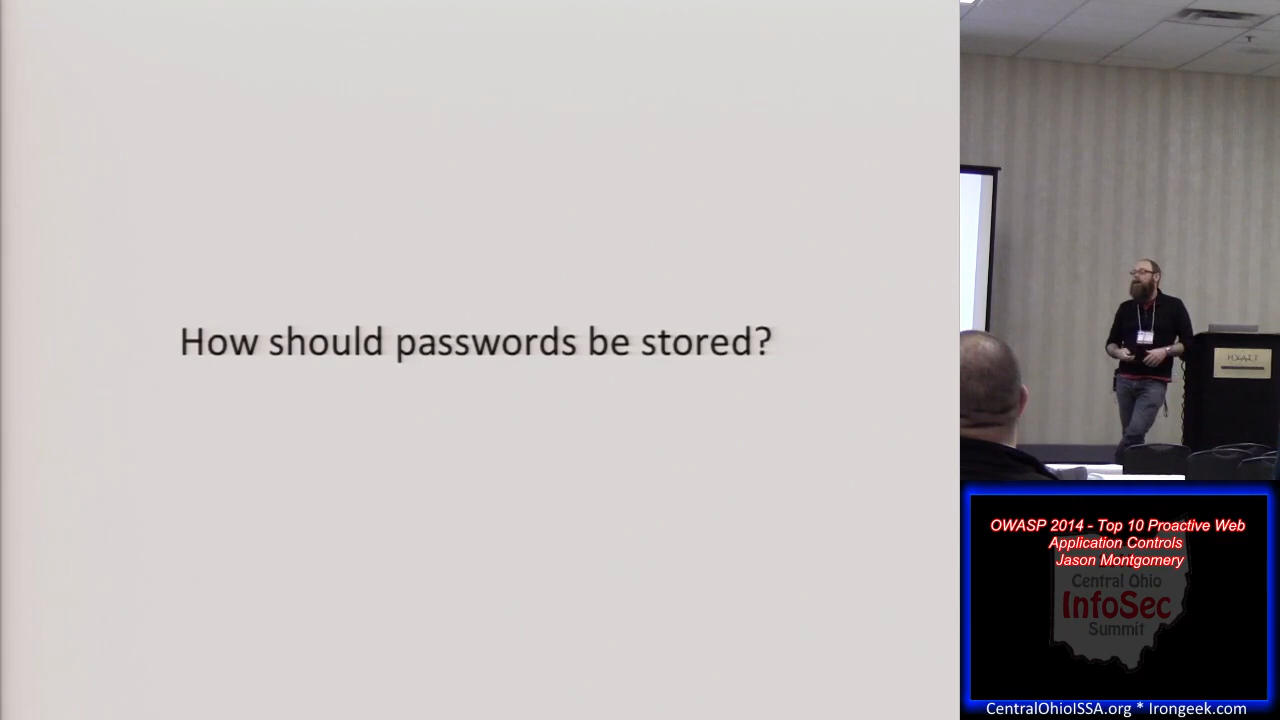 How should passwords be stored?
HYATT
OWASP 2014 - Top 10 Proactive Web
Application Controls
Jason Montgomery
Central Ohio
InfoSec
Summit
CentralOhioISSA.org * Irongeek.com